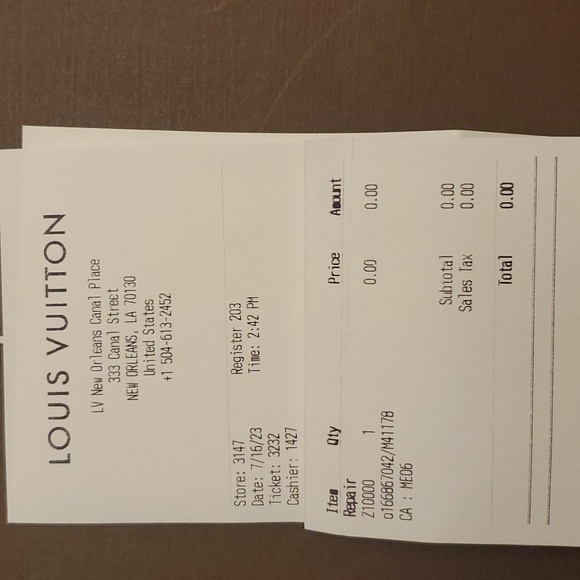 LOUIS VUITTON
LV New Orleans Canal Place
333 Canal Street
NEW ORLEANS, LA 70130
United States
+1 504-613-2452
Store: 3147 Register 203
Date: 7/16/23 Time: 2:42 PM
Ticket: 3232
Cashier: 1427
Item Qty Price Amount
Repair
Z10000 1 0.00 0.00
o166867042/M41178
CA : ME06
Subtotal 0.00
Sales Tax 0.00
Total 0.00